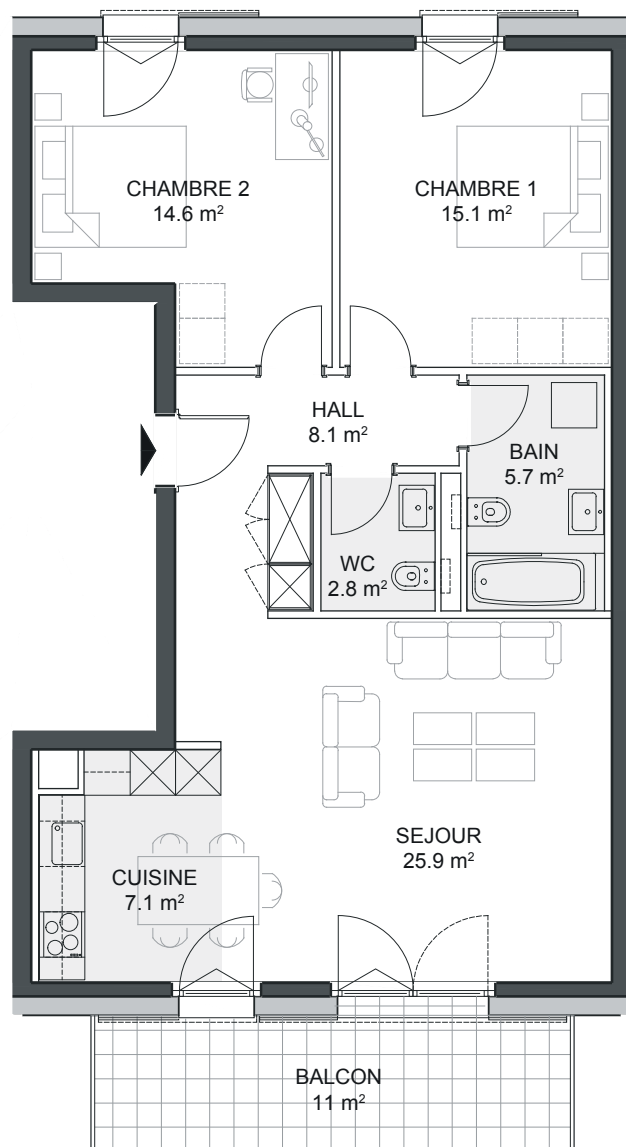 CHAMBRE 2
14.6 m²
CHAMBRE 1
15.1 m²
HALL
8.1 m²
BAIN
5.7 m²
WC
2.8 m²
SEJOUR
25.9 m²
CUISINE
7.1 m²
BALCON
11 m²